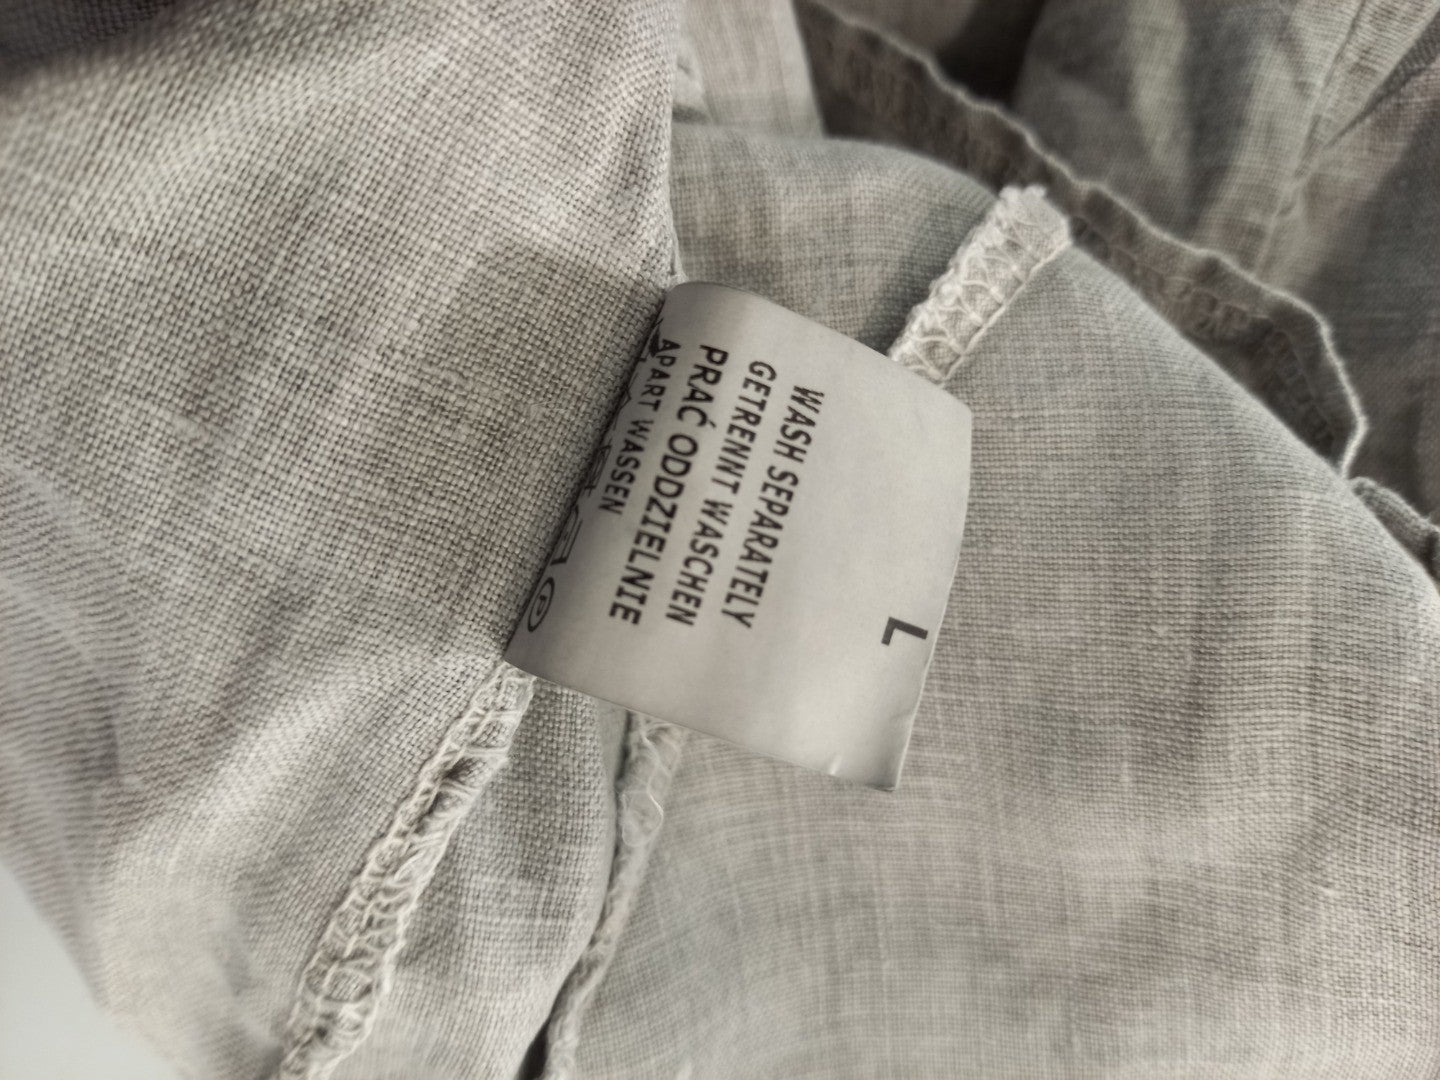 L
WASH SEPARATELY
GETRENNT WASCHEN
PRAĆ ODDZIELNIE
APART WASSEN
P